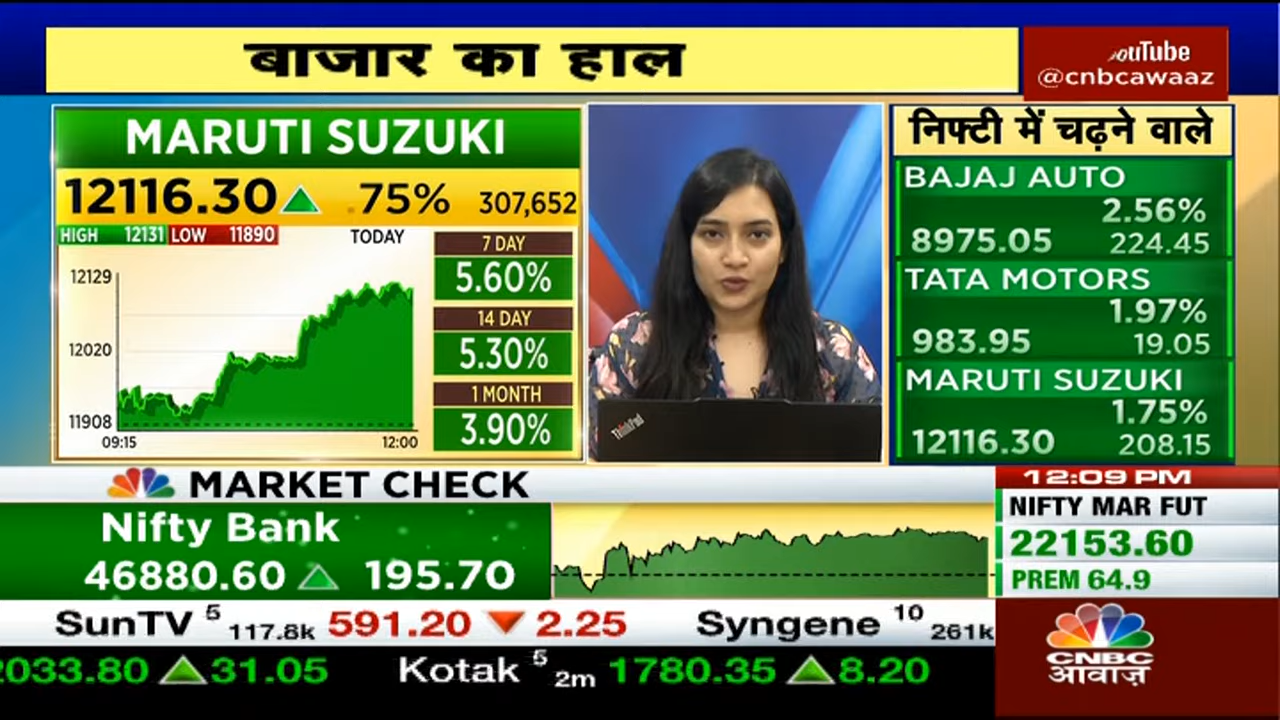 बाजार का हाल
ouTube
@cnbcawaaz
MARUTI SUZUKI
12116.30 .75% 307,652
HIGH 12131 LOW 11890 TODAY
12129
12020
11908
09:15 12:00
7 DAY
5.60%
14 DAY
5.30%
1 MONTH
3.90%
ThinkPad
निफ्टी में चढ़ने वाले
BAJAJ AUTO
2.56%
8975.05 224.45
TATA MOTORS
1.97%
983.95 19.05
MARUTI SUZUKI
1.75%
12116.30 208.15
MARKET CHECK
Nifty Bank
46880.60 195.70
12:09 PM
NIFTY MAR FUT
22153.60
PREM 64.9
SunTV 5 117.8k 591.20 2.25 Syngene 10 261k
2033.80 31.05 Kotak 5 2m 1780.35 8.20
CNBC
आवाज़